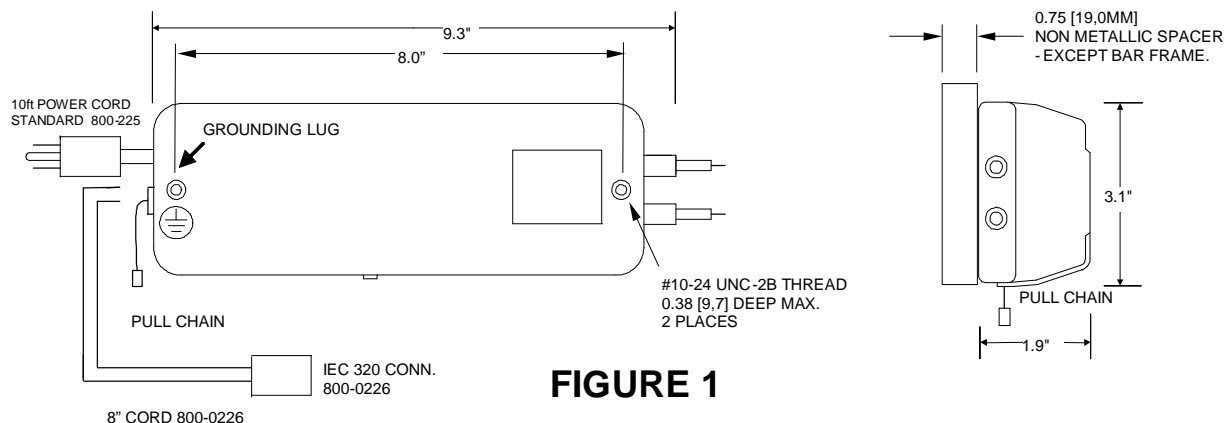 9.3"
8.0”
10ft POWER CORD
STANDARD 800-225
GROUNDING LUG
PULL CHAIN
IEC 320 CONN.
800-0226
8” CORD 800-0226
#10-24 UNC-2B THREAD
0.38 [9,7] DEEP MAX.
2 PLACES
FIGURE 1
0.75 [19,0MM]
NON METALLIC SPACER
- EXCEPT BAR FRAME.
3.1"
PULL CHAIN
1.9"